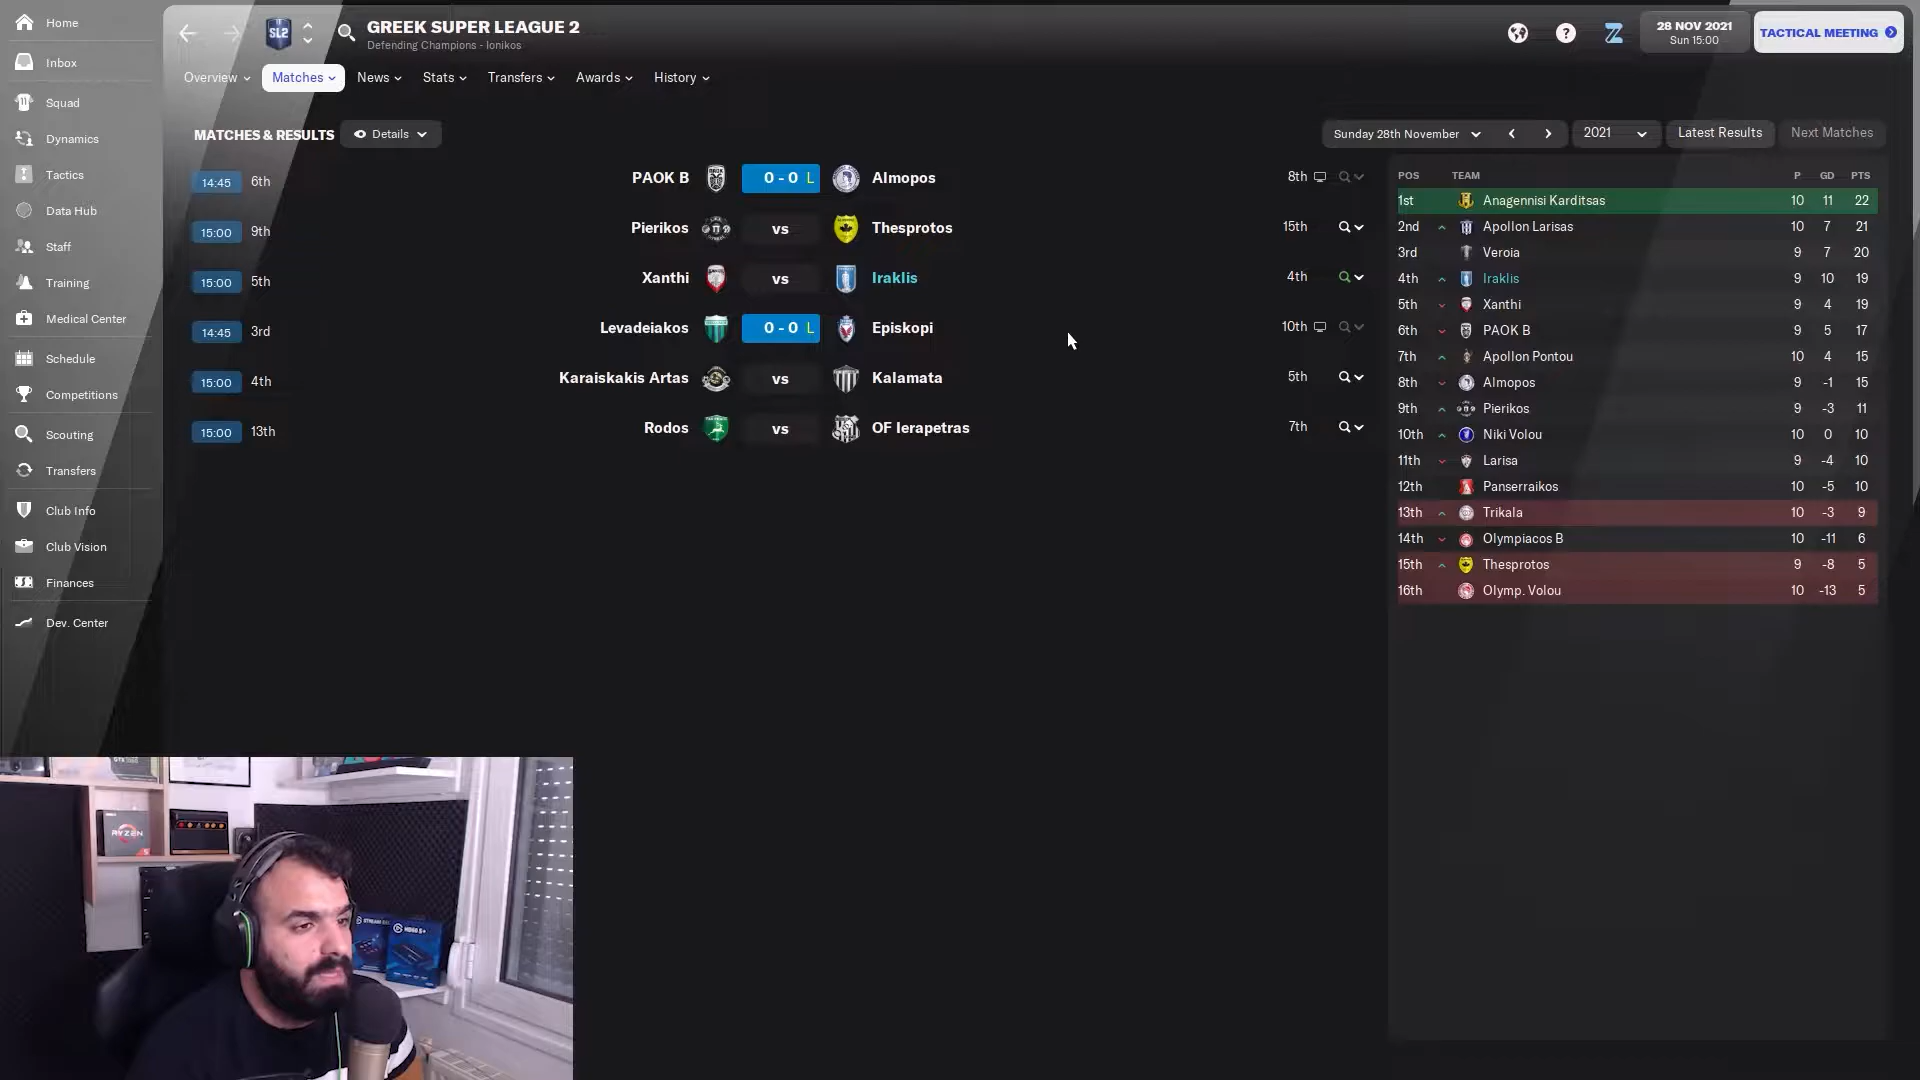 Home
Inbox
Squad
Dynamics
Tactics
Data Hub
Staff
Training
Medical Center
Schedule
Competitions
Scouting
Transfers
Club Info
Club Vision
Finances
Dev. Center
SL2
GREEK SUPER LEAGUE 2
Defending Champions - Ionikos
28 NOV 2021
Sun 15:00
TACTICAL MEETING
Overview Matches News Stats Transfers Awards History
MATCHES & RESULTS Details
Sunday 28th November 2021 Latest Results Next Matches
14:45 6th PAOK B 0 - 0 L Almopos 8th
15:00 9th Pierikos vs Thesprotos 15th
15:00 5th Xanthi vs Iraklis 4th
14:45 3rd Levadeiakos 0 - 0 L Episkopi 10th
15:00 4th Karaiskakis Artas vs Kalamata 5th
15:00 13th Rodos vs OF Ierapetras 7th
POS TEAM P GD PTS
1st Anagennisi Karditsas 10 11 22
2nd Apollon Larisas 10 7 21
3rd Veroia 9 7 20
4th Iraklis 9 10 19
5th Xanthi 9 4 19
6th PAOK B 9 5 17
7th Apollon Pontou 10 4 15
8th Almopos 9 -1 15
9th Pierikos 9 -3 11
10th Niki Volou 10 0 10
11th Larisa 9 -4 10
12th Panserraikos 10 -5 10
13th Trikala 10 -3 9
14th Olympiacos B 10 -11 6
15th Thesprotos 9 -8 5
16th Olymp. Volou 10 -13 5
RYZEN
5
STREAM
HD60 S+